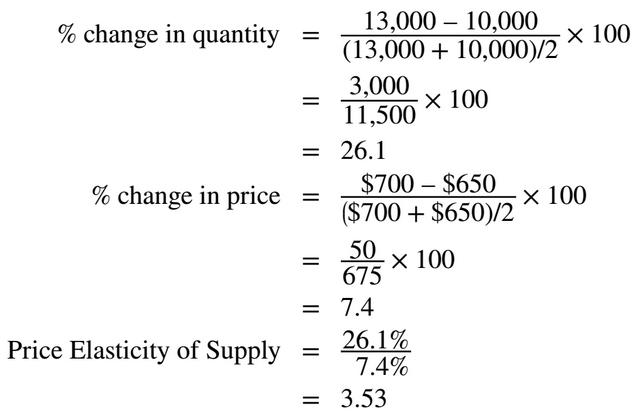 % change in quantity = 13,000 – 10,000 / (13,000 + 10,000)/2 × 100
= 3,000 / 11,500 × 100
= 26.1
% change in price = $700 – $650 / ($700 + $650)/2 × 100
= 50 / 675 × 100
= 7.4
Price Elasticity of Supply = 26.1% / 7.4%
= 3.53